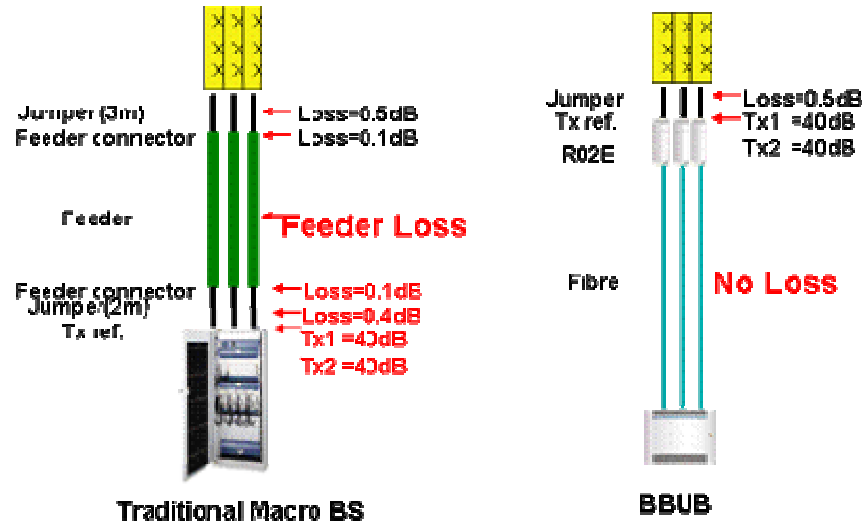 Jumper (3m)
Loss=0.5dB
Feeder connector
Loss=0.1dB
Feeder
Feeder Loss
Feeder connector
Loss=0.1dB
Jumper(2m)
Loss=0.4dB
Tx ref.
Tx1 =40dB
Tx2 =40dB
Traditional Macro BS
Jumper
Loss=0.5dB
Tx ref.
Tx1 =40dB
R02E
Tx2 =40dB
Fibre
No Loss
BBUB